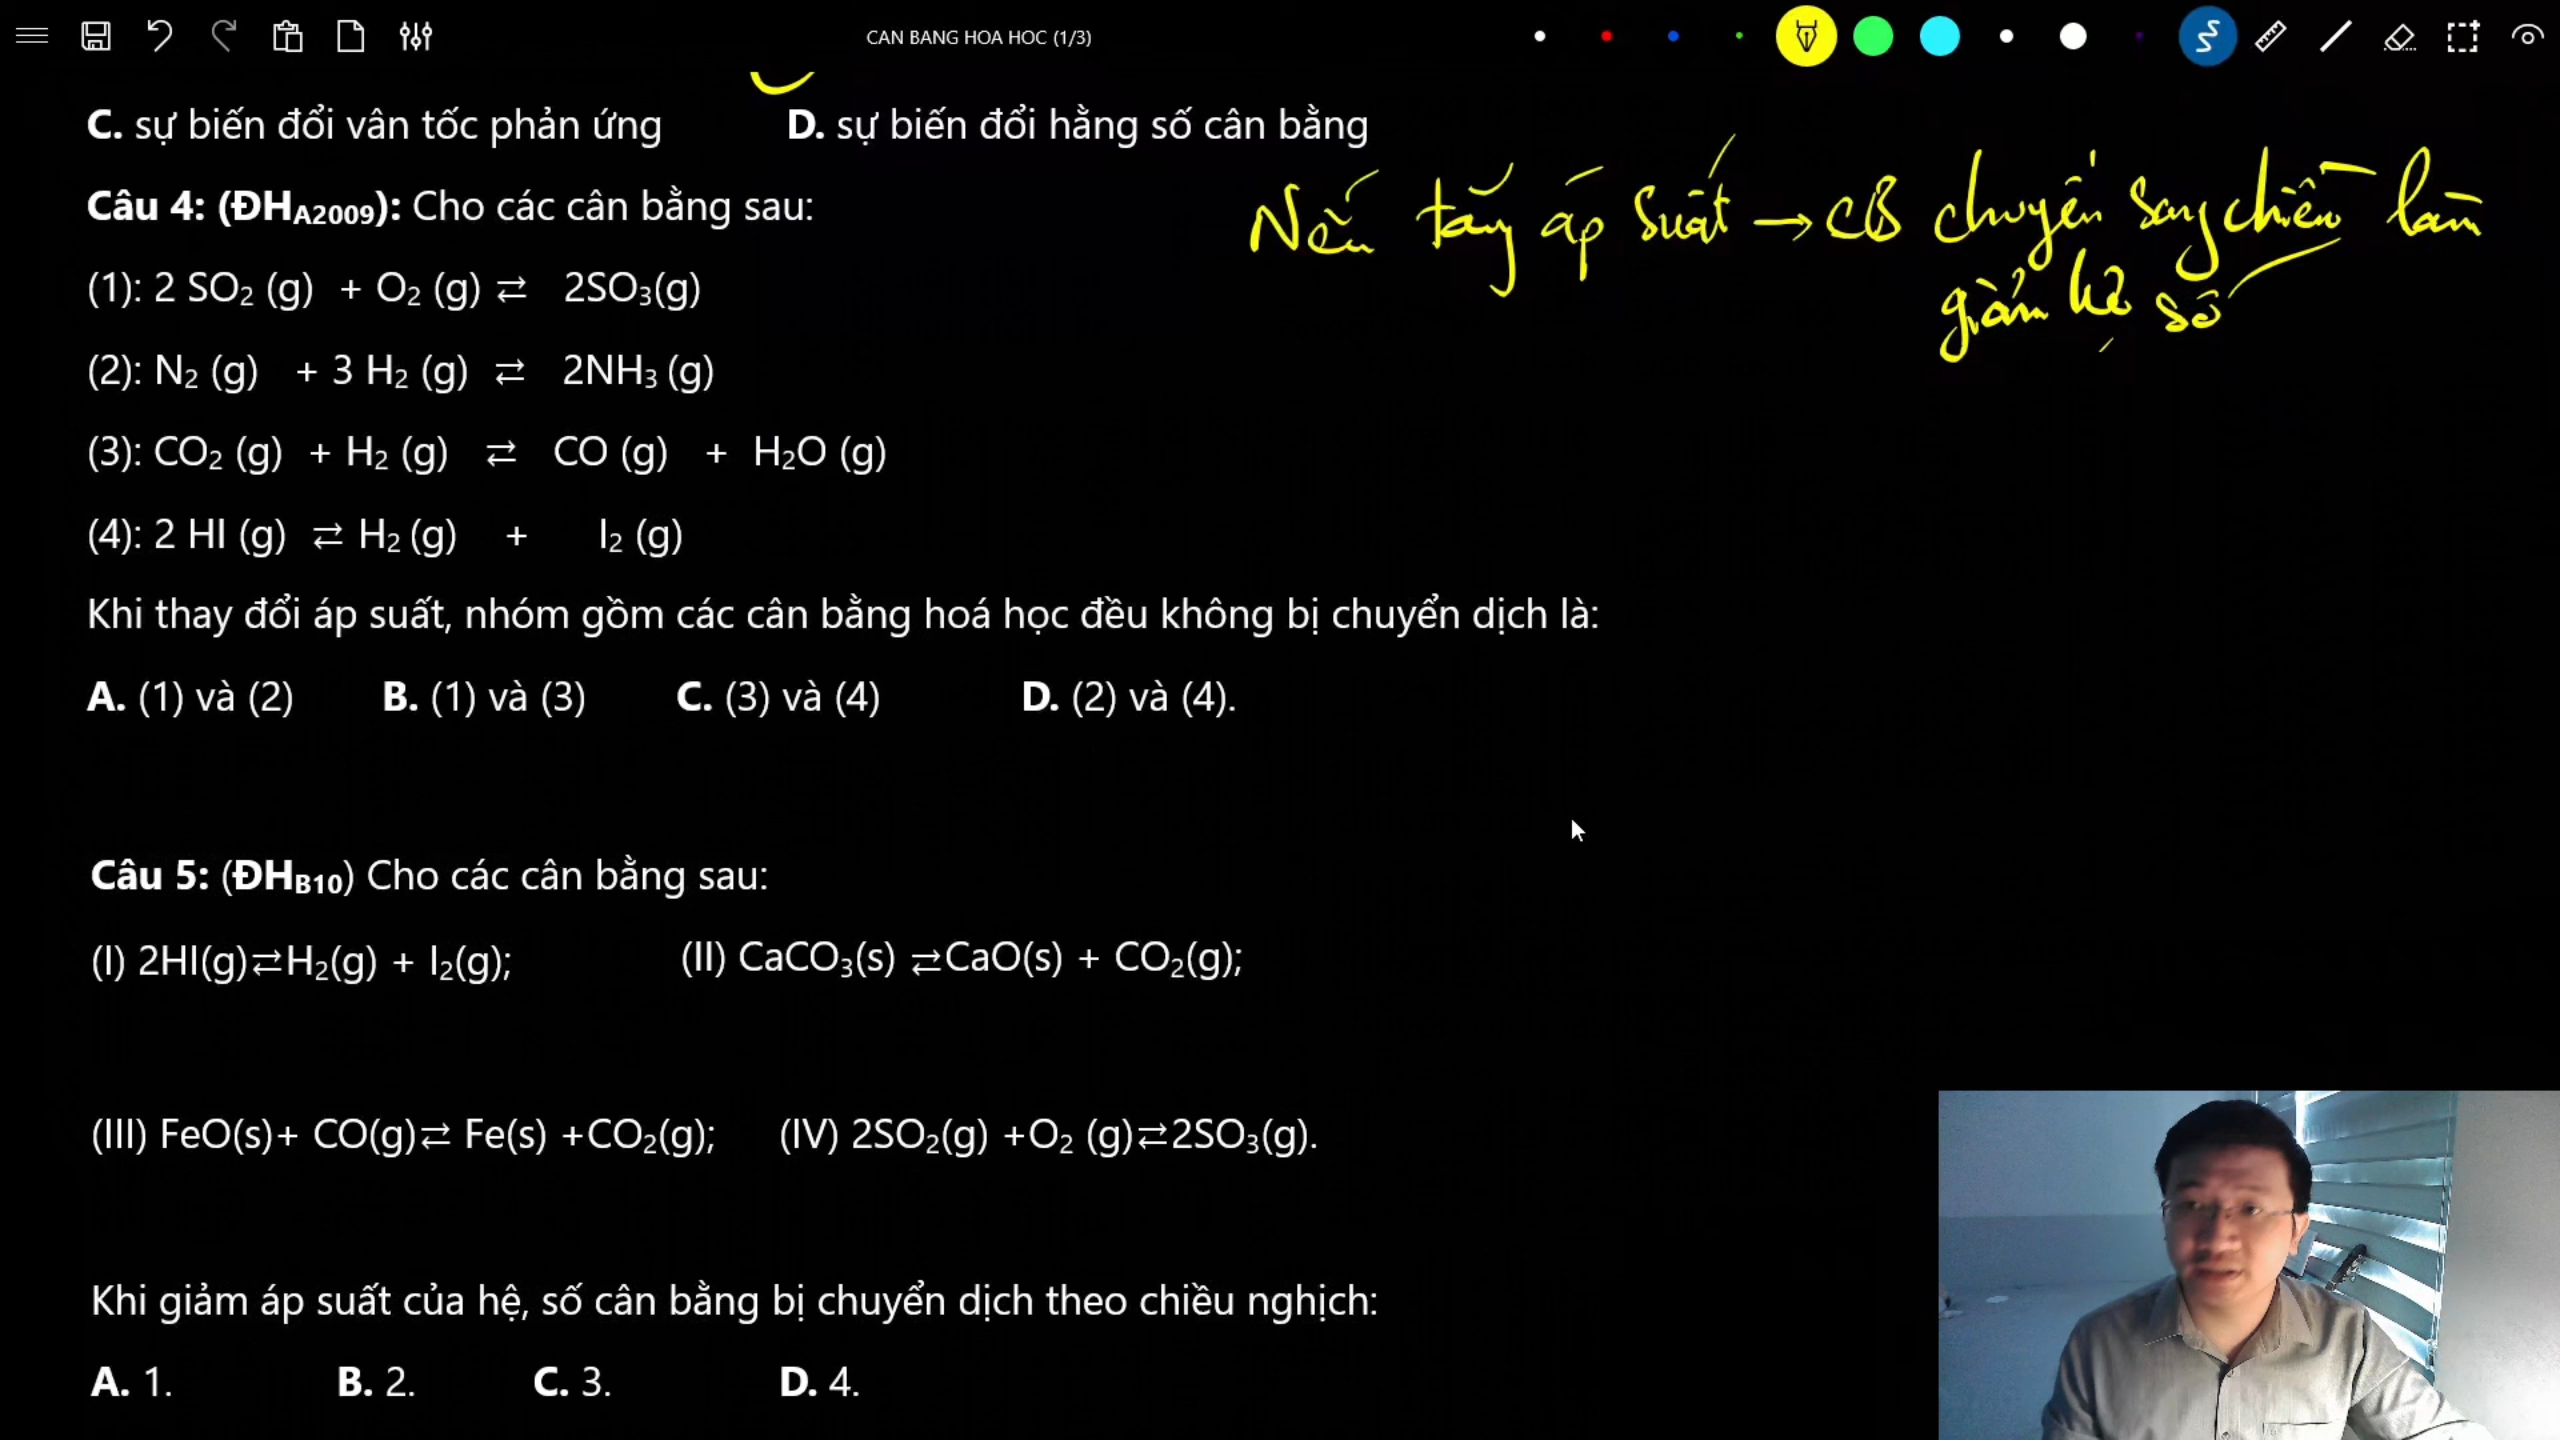 CAN BANG HOA HOC (1/3)
C. sự biến đổi vân tốc phản ứng D. sự biến đổi hằng số cân bằng
Câu 4: (ĐHA2009): Cho các cân bằng sau:
Nếu tăng áp suất → CB chuyển sang chiều làm
giảm hệ số
(1): 2 SO₂ (g) + O₂ (g) ⇄ 2SO₃(g)
(2): N₂ (g) + 3 H₂ (g) ⇄ 2NH₃ (g)
(3): CO₂ (g) + H₂ (g) ⇄ CO (g) + H₂O (g)
(4): 2 HI (g) ⇄ H₂ (g) + I₂ (g)
Khi thay đổi áp suất, nhóm gồm các cân bằng hoá học đều không bị chuyển dịch là:
A. (1) và (2) B. (1) và (3) C. (3) và (4) D. (2) và (4).
Câu 5: (ĐHB10) Cho các cân bằng sau:
(I) 2HI(g)⇄H₂(g) + I₂(g); (II) CaCO₃(s) ⇄CaO(s) + CO₂(g);
(III) FeO(s)+ CO(g)⇄ Fe(s) +CO₂(g); (IV) 2SO₂(g) +O₂ (g)⇄2SO₃(g).
Khi giảm áp suất của hệ, số cân bằng bị chuyển dịch theo chiều nghịch:
A. 1. B. 2. C. 3. D. 4.